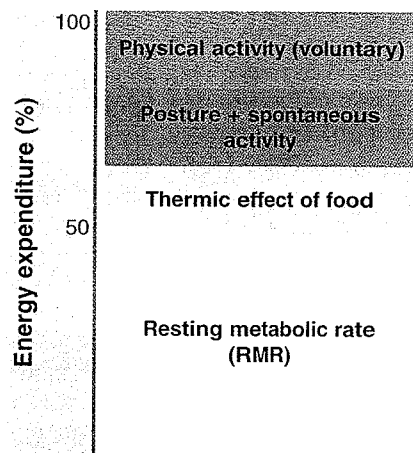 100
Physical activity (voluntary)
Posture + spontaneous
activity
Thermic effect of food
50
Resting metabolic rate
(RMR)
Energy expenditure (%)